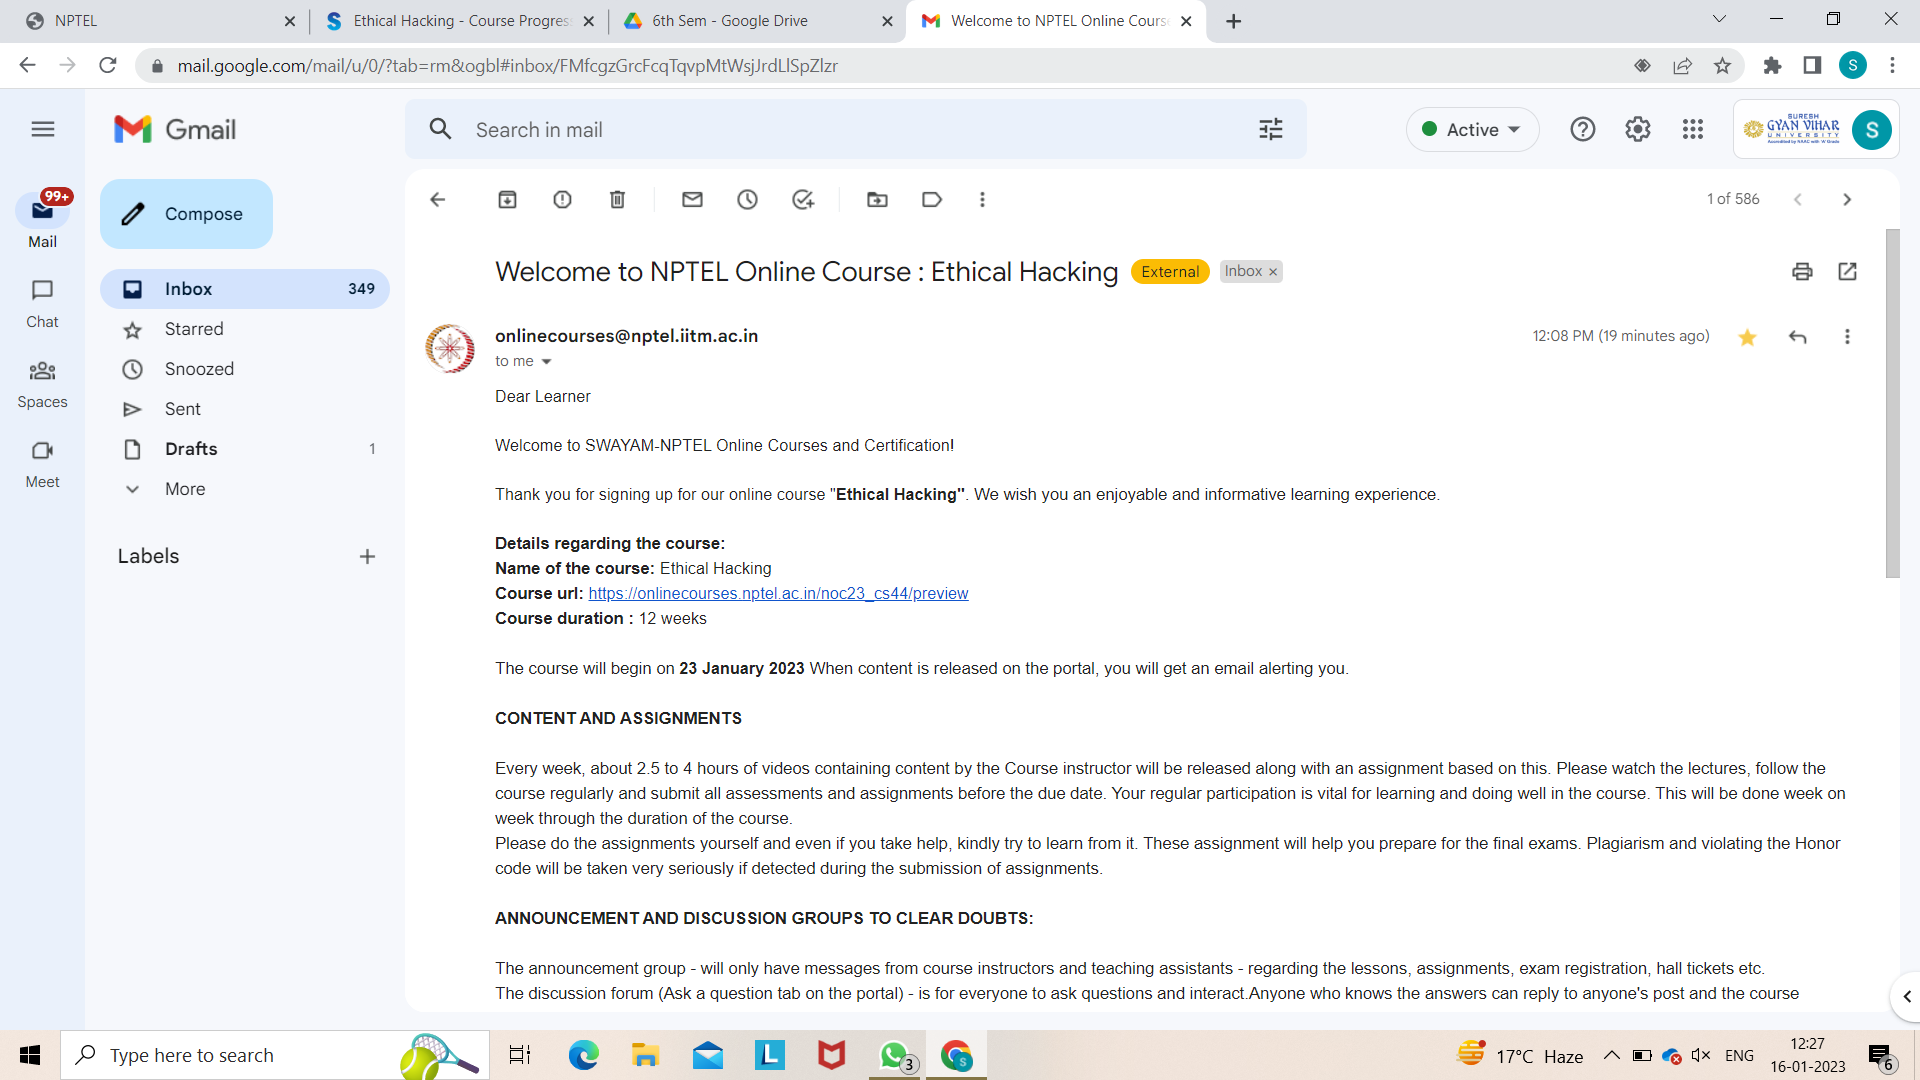 NPTEL
Ethical Hacking - Course Progres
6th Sem - Google Drive
Welcome to NPTEL Online Cours
mail.google.com/mail/u/0/?tab=rm&ogbl#inbox/FMfcgzGrcFcqTqvpMtWsjJrdLlSpZlzr
S
Gmail
Search in mail
Active
SURESH
GYAN VIHAR
UNIVERSITY
Accredited by NAAC with 'A' Grade
S
99+
Mail
Chat
Spaces
Meet
Compose
Inbox 349
Starred
Snoozed
Sent
Drafts 1
More
Labels
1 of 586
Welcome to NPTEL Online Course : Ethical Hacking External Inbox ×
onlinecourses@nptel.iitm.ac.in 12:08 PM (19 minutes ago)
to me
Dear Learner
Welcome to SWAYAM-NPTEL Online Courses and Certification!
Thank you for signing up for our online course "Ethical Hacking". We wish you an enjoyable and informative learning experience.
Details regarding the course:
Name of the course: Ethical Hacking
Course url: https://onlinecourses.nptel.ac.in/noc23_cs44/preview
Course duration : 12 weeks
The course will begin on 23 January 2023 When content is released on the portal, you will get an email alerting you.
CONTENT AND ASSIGNMENTS
Every week, about 2.5 to 4 hours of videos containing content by the Course instructor will be released along with an assignment based on this. Please watch the lectures, follow the
course regularly and submit all assessments and assignments before the due date. Your regular participation is vital for learning and doing well in the course. This will be done week on
week through the duration of the course.
Please do the assignments yourself and even if you take help, kindly try to learn from it. These assignment will help you prepare for the final exams. Plagiarism and violating the Honor
code will be taken very seriously if detected during the submission of assignments.
ANNOUNCEMENT AND DISCUSSION GROUPS TO CLEAR DOUBTS:
The announcement group - will only have messages from course instructors and teaching assistants - regarding the lessons, assignments, exam registration, hall tickets etc.
The discussion forum (Ask a question tab on the portal) - is for everyone to ask questions and interact.Anyone who knows the answers can reply to anyone's post and the course
Type here to search
L
3
S
17°C Haze
ENG
12:27
16-01-2023
6